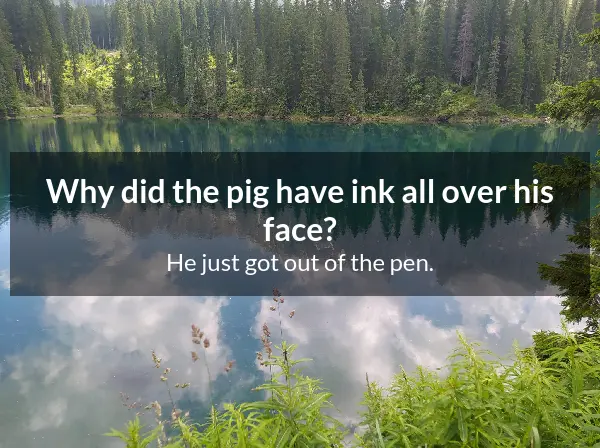 Why did the pig have ink all over his
face?
He just got out of the pen.